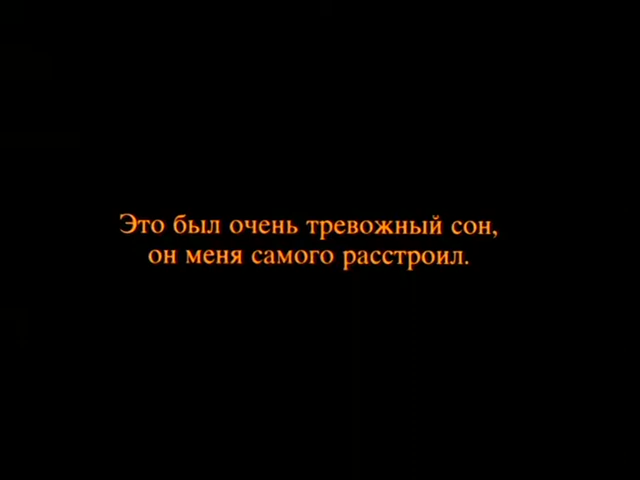 Это был очень тревожный сон,
он меня самого расстроил.